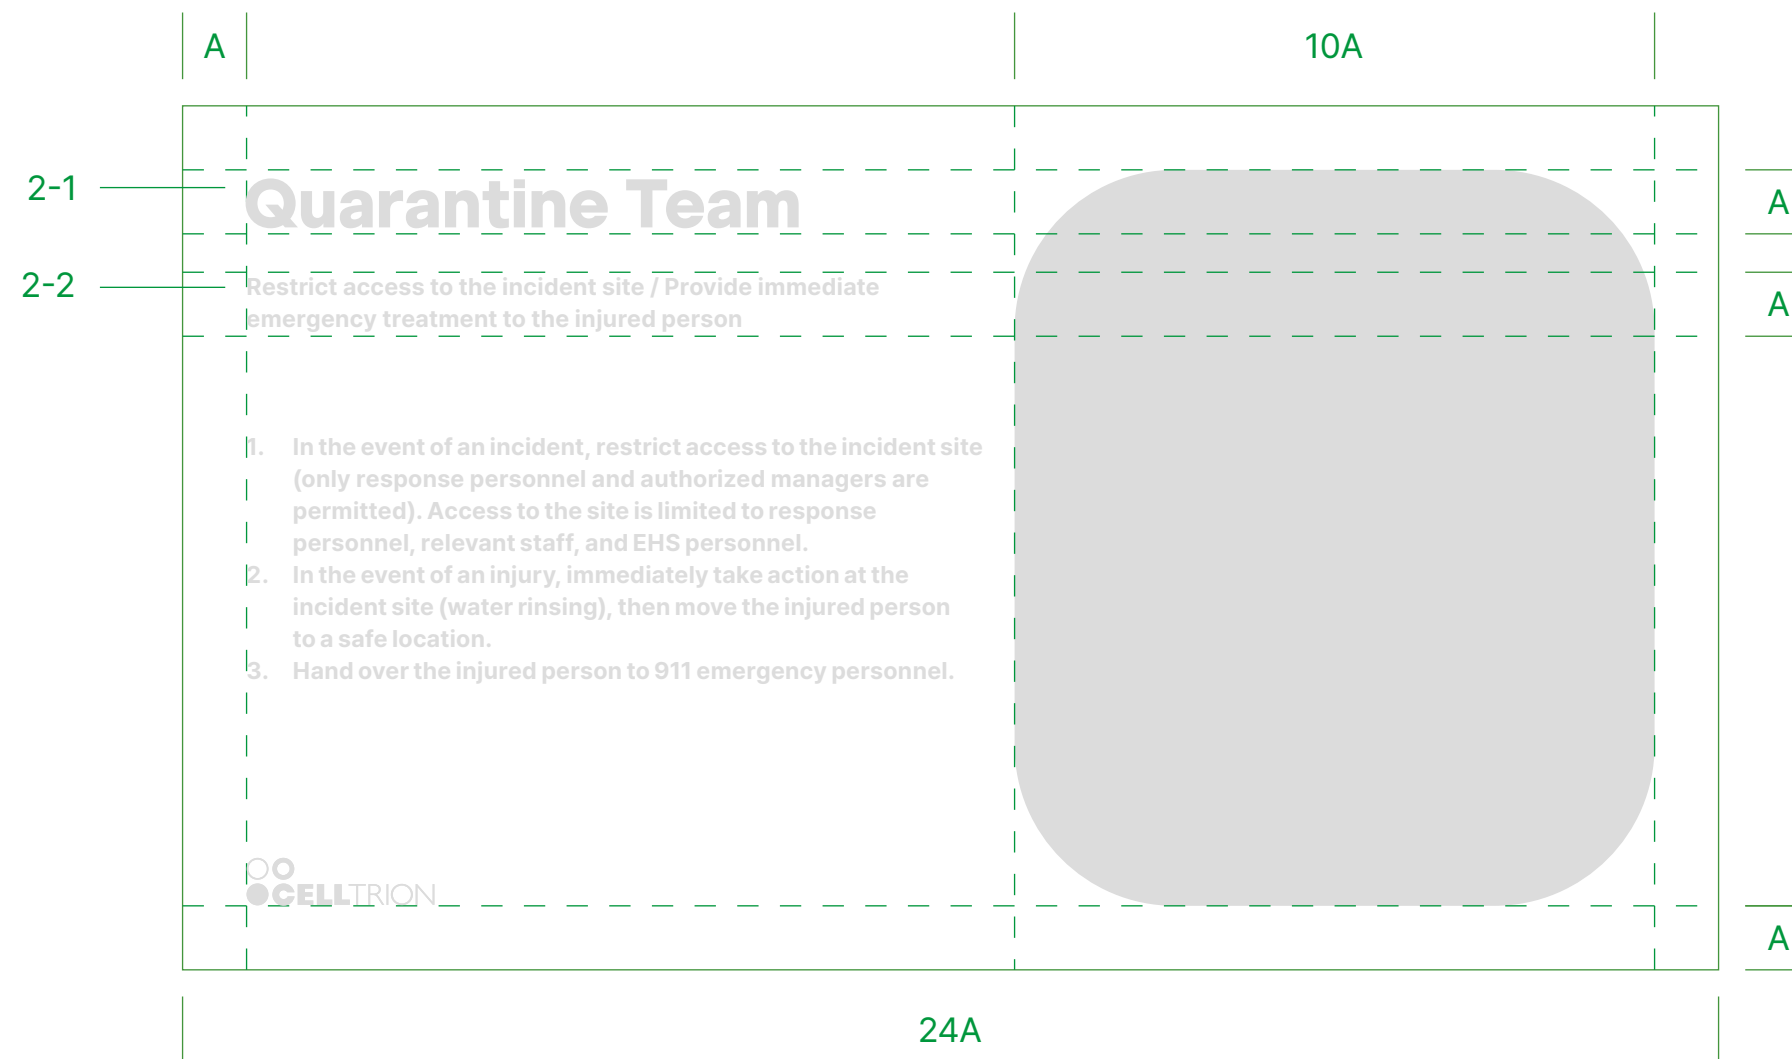 A
10A
2-1
Quarantine Team
A
2-2
Restrict access to the incident site / Provide immediate
emergency treatment to the injured person
A
1. In the event of an incident, restrict access to the incident site
(only response personnel and authorized managers are
permitted). Access to the site is limited to response
personnel, relevant staff, and EHS personnel.
2. In the event of an injury, immediately take action at the
incident site (water rinsing), then move the injured person
to a safe location.
3. Hand over the injured person to 911 emergency personnel.
CELLTRION
A
24A